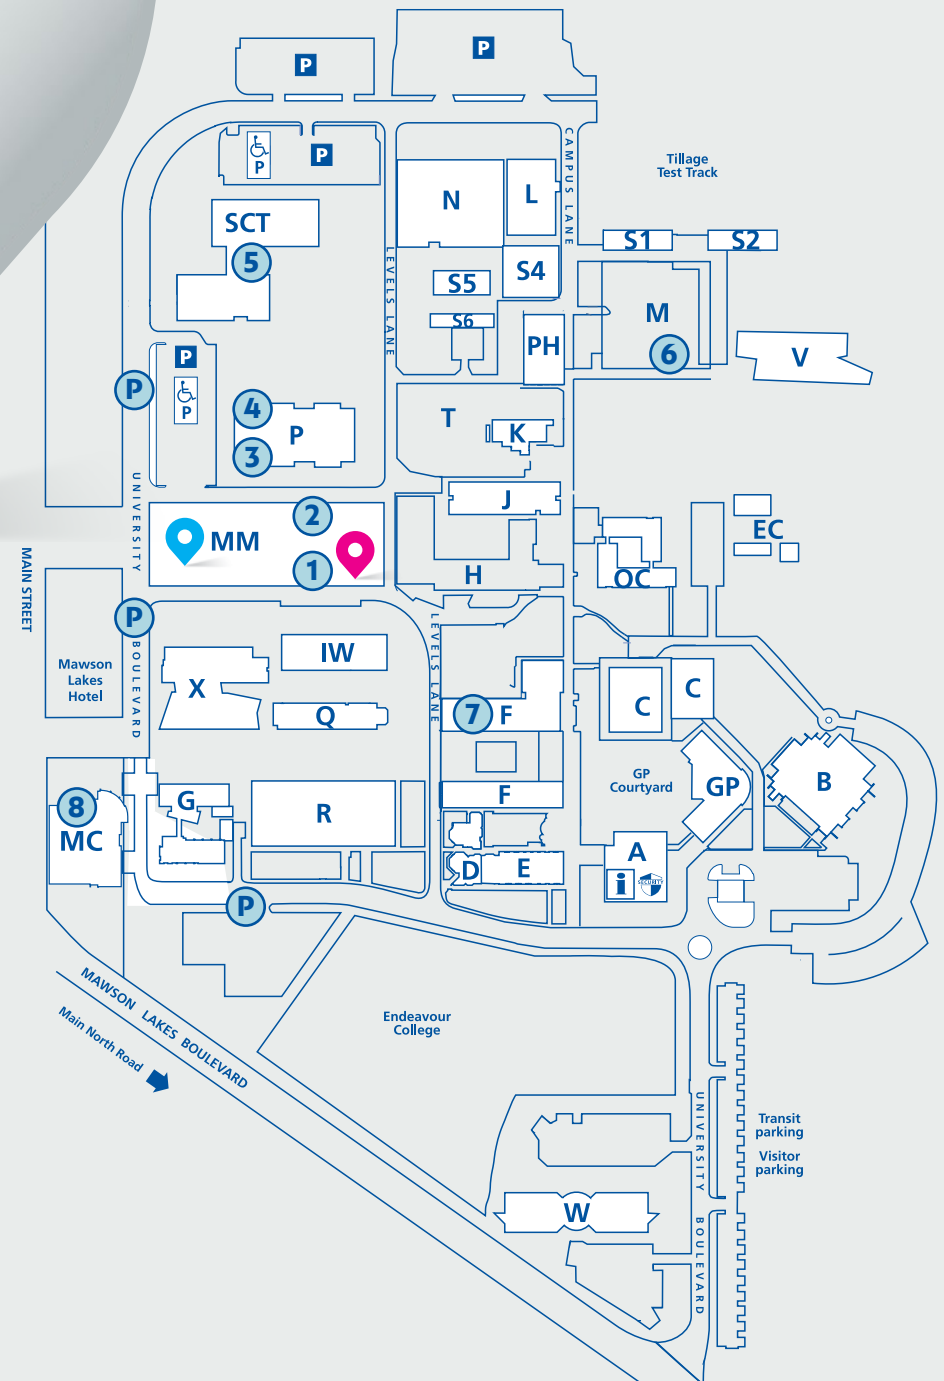 P
P
P
P
CAMPUS LANE
Tillage
Test Track
N
L
SCT
5
S1
S2
S4
S5
S6
LEVELS LANE
M
6
PH
V
P
P
P
4
3
P
T
K
UNIVERSITY
J
2
MM
1
EC
H
OC
MAIN STREET
P
BOULEVARD
LEVELS LANE
IW
X
Q
Mawson
Lakes
Hotel
7
F
C
C
GP
Courtyard
GP
B
8
MC
G
R
F
A
D
E
i
SECURITY
P
MAWSON LAKES BOULEVARD
Main North Road
Endeavour
College
UNIVERSITY
BOULEVARD
Transit
parking
Visitor
parking
W